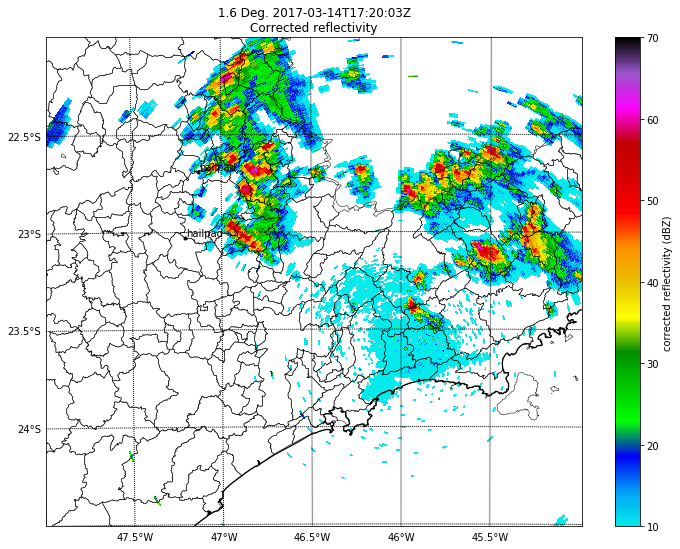 1.6 Deg. 2017-03-14T17:20:03Z
Corrected reflectivity
22.5°S
23°S
23.5°S
24°S
47.5°W
47°W
46.5°W
46°W
45.5°W
hailpad
hailpad
70
60
50
40
30
20
10
corrected reflectivity (dBZ)